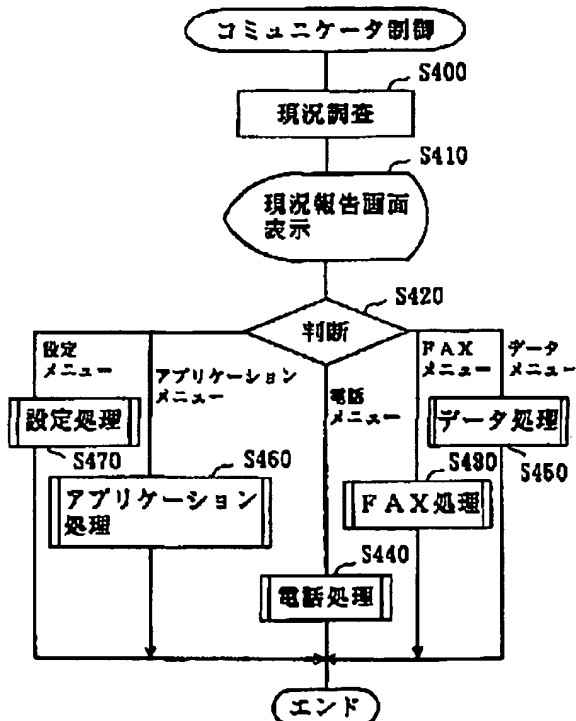 コミュニケータ制御
S400
現況調査
S410
現況報告画面
表示
S420
判断
設定
メニュー
アプリケーション
メニュー
電話
メニュー
FAX
メニュー
データ
メニュー
設定処理
S470
データ処理
S450
アプリケーション
処理
S460
FAX処理
S430
S440
電話処理
エンド